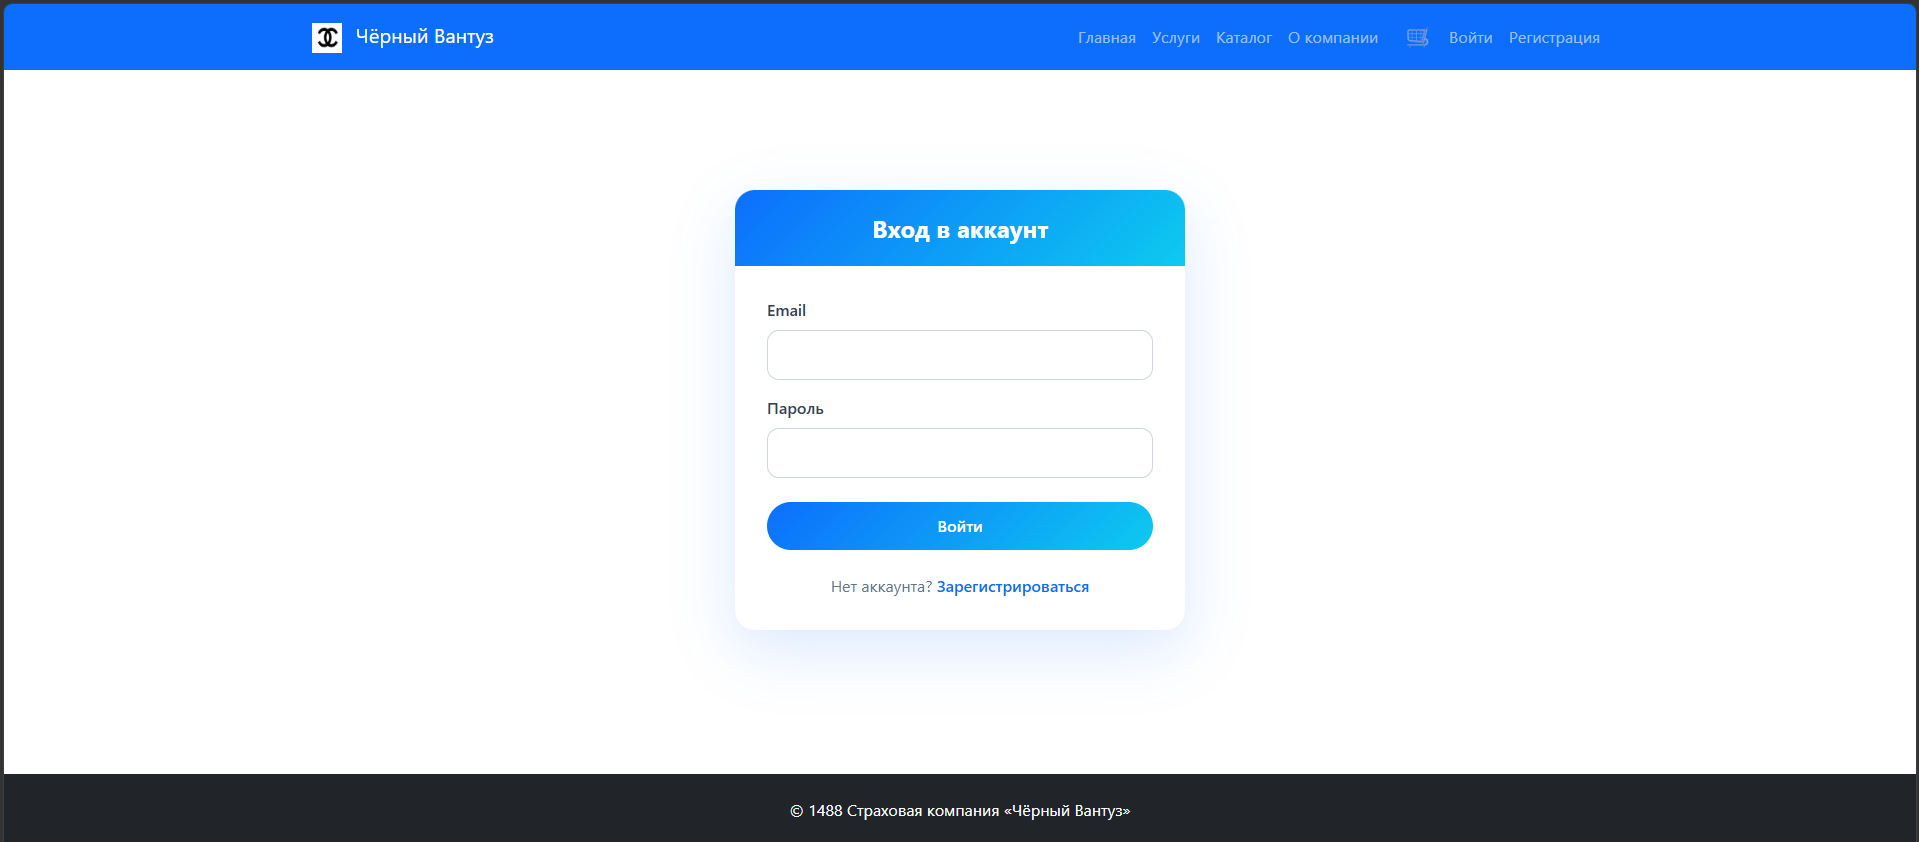 Чёрный Вантуз
Главная Услуги Каталог О компании Войти Регистрация
Вход в аккаунт
Email
Пароль
Войти
Нет аккаунта? Зарегистрироваться
© 1488 Страховая компания «Чёрный Вантуз»